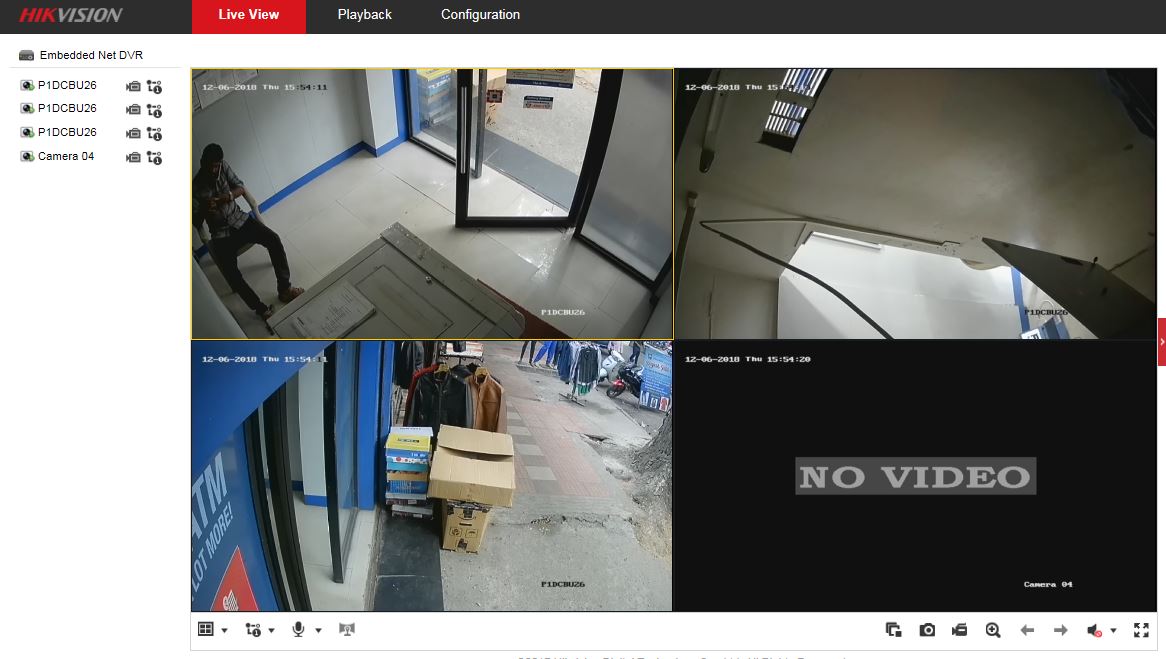 HIKVISION
Live View
Playback
Configuration
Embedded Net DVR
P1DCBU26
P1DCBU26
P1DCBU26
Camera 04
12-06-2018 Thu 15:54:11
P1DCBU26
12-06-2018 Thu 15:
P1DCBU26
12-06-2018 Thu 15:54:11
ATM
LOT MORE!
P1DCBU26
12-06-2018 Thu 15:54:20
NO VIDEO
Camera 04